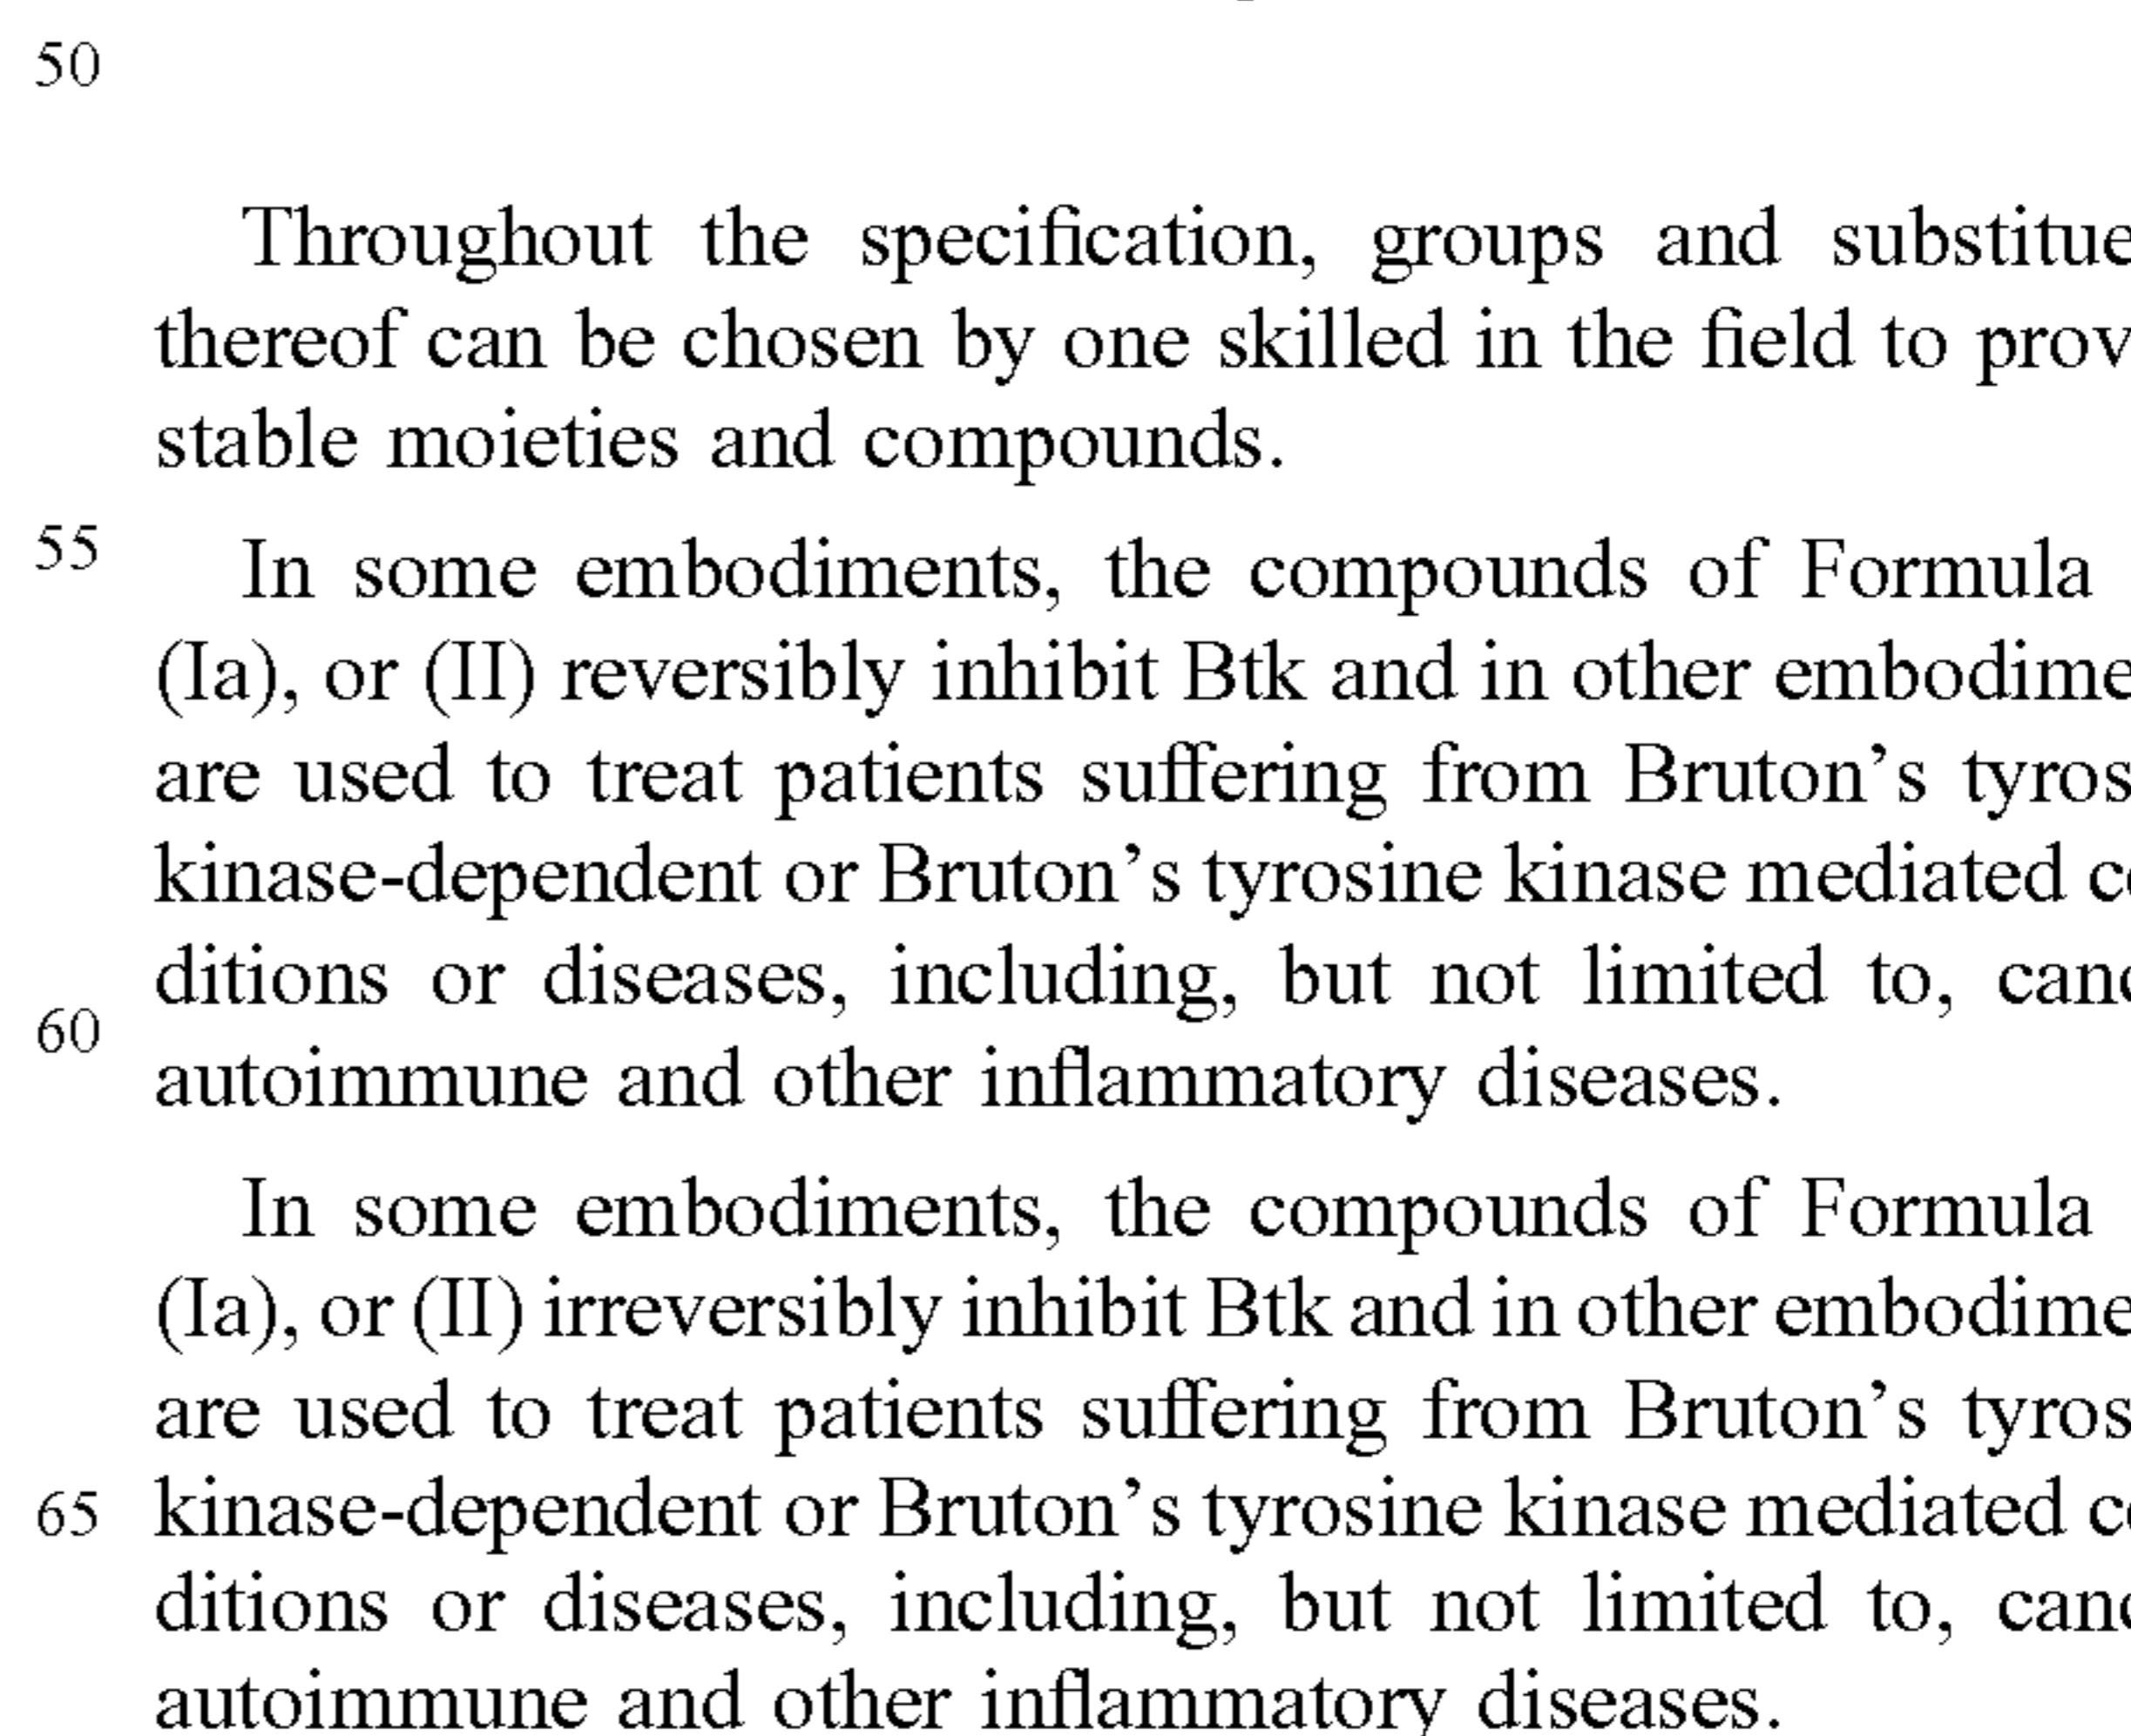 50
Throughout the specification, groups and substitue
thereof can be chosen by one skilled in the field to prov
stable moieties and compounds.
55
In some embodiments, the compounds of Formula
(Ia), or (II) reversibly inhibit Btk and in other embodime
are used to treat patients suffering from Bruton’s tyros
kinase-dependent or Bruton’s tyrosine kinase mediated co
ditions or diseases, including, but not limited to, canc
60
autoimmune and other inflammatory diseases.
In some embodiments, the compounds of Formula
(Ia), or (II) irreversibly inhibit Btk and in other embodime
are used to treat patients suffering from Bruton’s tyros
65 kinase-dependent or Bruton’s tyrosine kinase mediated co
ditions or diseases, including, but not limited to, canc
autoimmune and other inflammatory diseases.